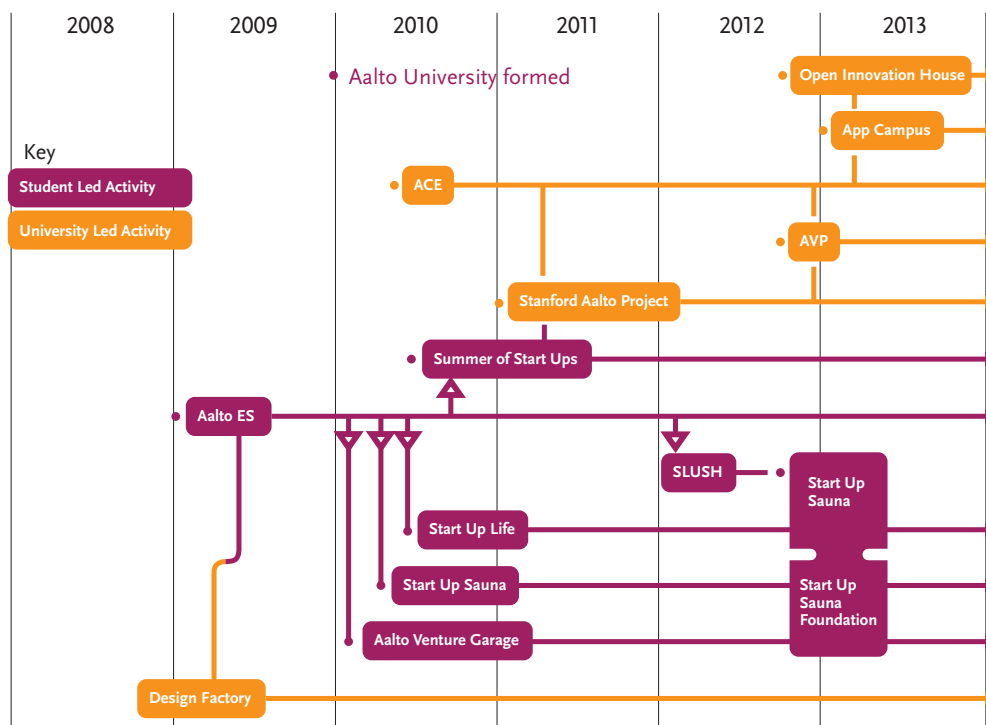 2008 2009 2010 2011 2012 2013
Aalto University formed
Open Innovation House
App Campus
Key
Student Led Activity
University Led Activity
ACE
AVP
Stanford Aalto Project
Summer of Start Ups
Aalto ES
SLUSH
Start Up
Sauna
Start Up Life
Start Up Sauna
Start Up
Sauna
Foundation
Aalto Venture Garage
Design Factory